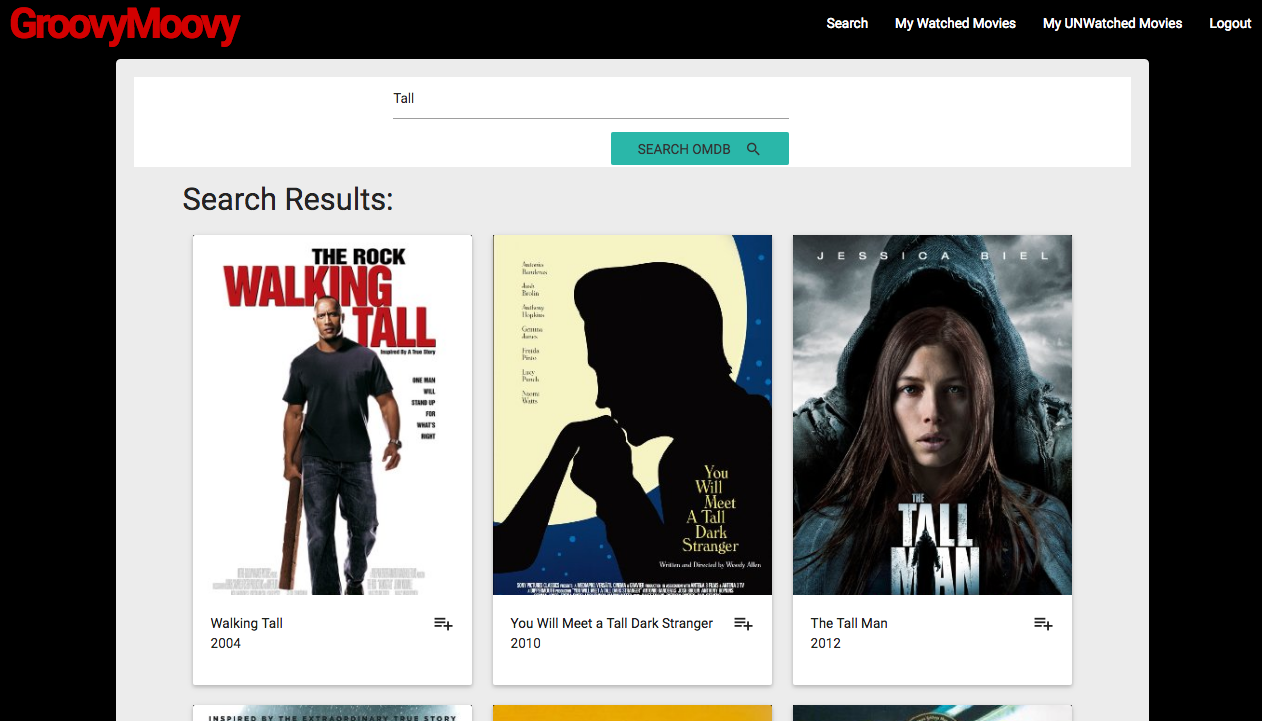 GroovyMoovy
Search
My Watched Movies
My UNWatched Movies
Logout
Tall
SEARCH OMDB
Search Results:
THE ROCK
WALKING
TALL
Inspired By A True Story
ONE MAN
WILL
STAND UP
FOR
WHAT'S
RIGHT
Walking Tall
2004
Antonio
Banderas
Josh
Brolin
Anthony
Hopkins
Gemma
Jones
Freida
Pinto
Lucy
Punch
Naomi
Watts
You
Will
Meet
A Tall
Dark
Stranger
Written and Directed by Woody Allen
You Will Meet a Tall Dark Stranger
2010
JESSICA BIEL
THE
TALL
MAN
The Tall Man
2012
INSPIRED BY THE EXTRAORDINARY TRUE STORY